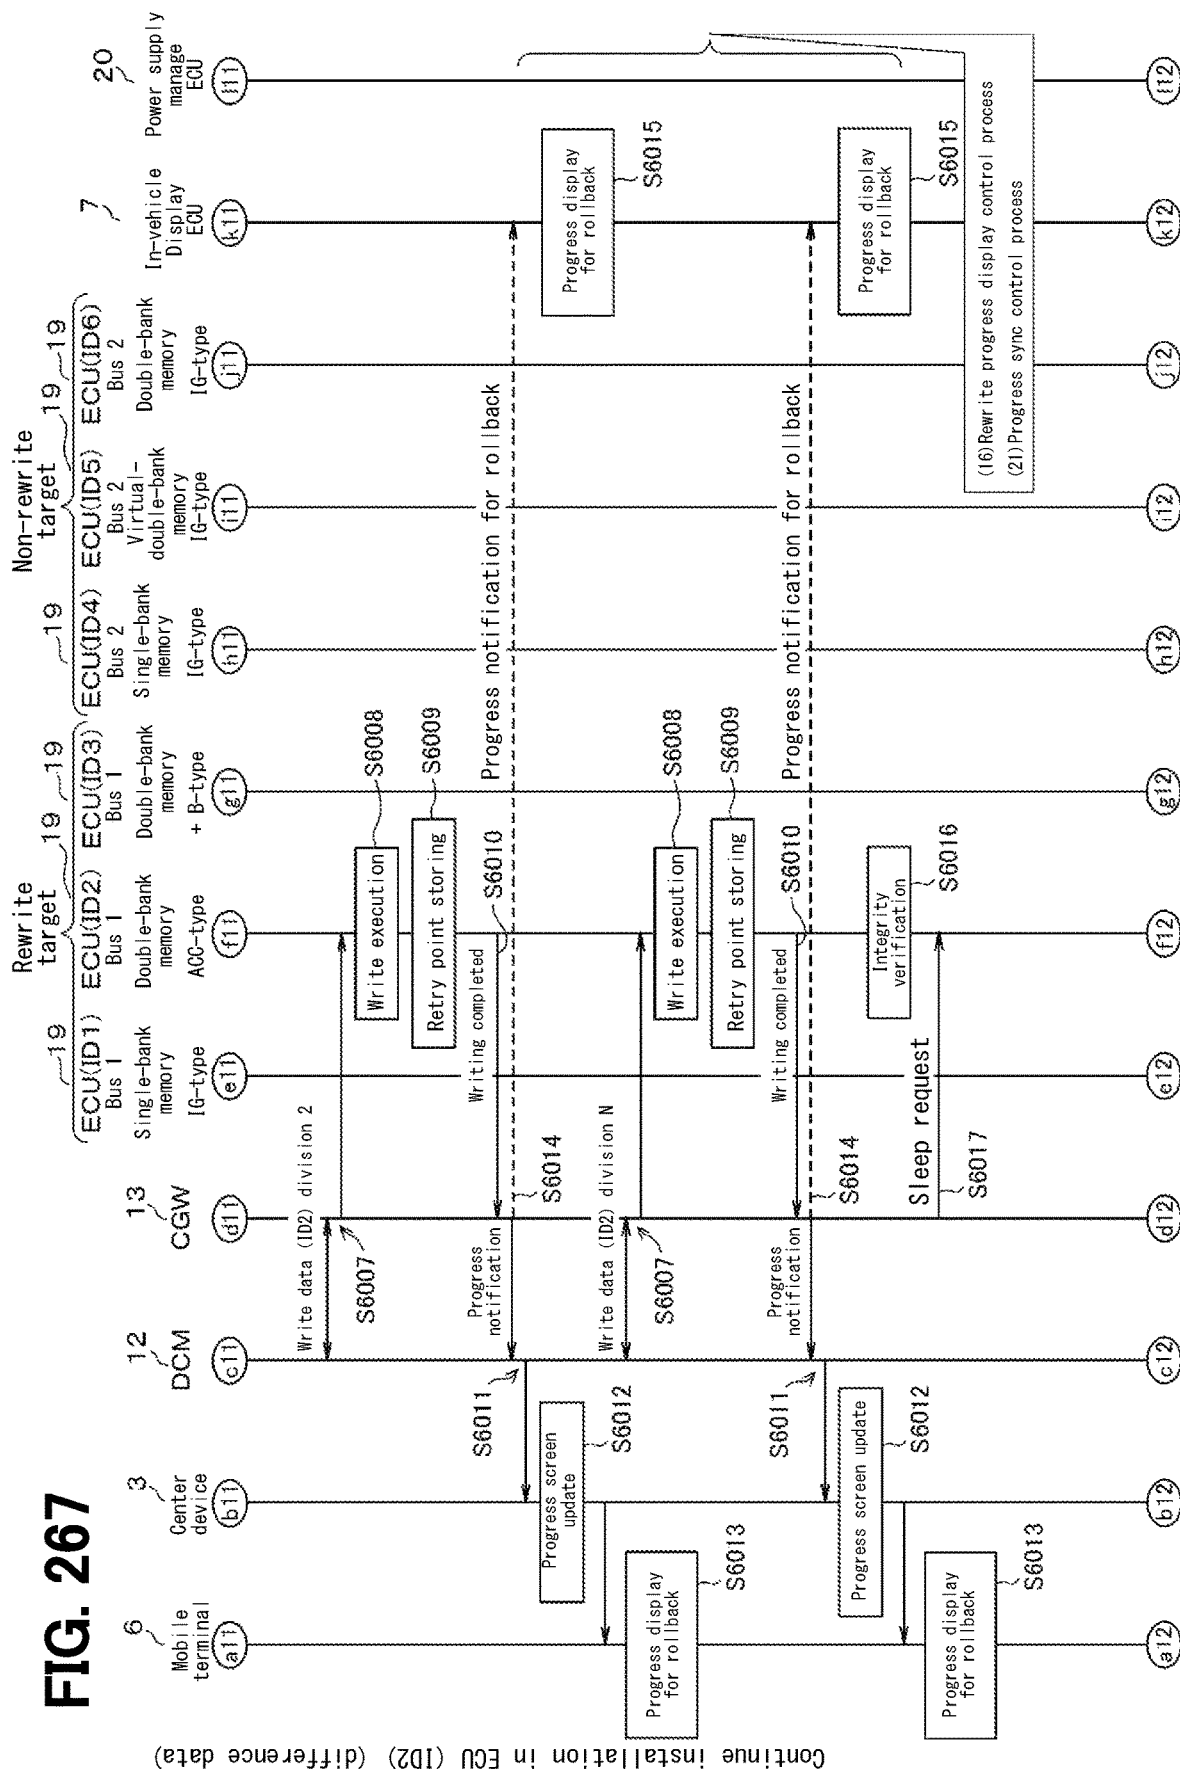 FIG. 267
Continue installation in ECU (ID2) (difference data)
6
Mobile
terminal
a11
3
Center
device
b11
12
DCM
c11
13
CGW
d11
Rewrite
target
19
ECU(ID1)
Bus 1
Single-bank
memory
IG-type
e11
19
ECU(ID2)
Bus 1
Double-bank
memory
ACC-type
f11
19
ECU(ID3)
Bus 1
Double-bank
memory
+ B-type
g11
Non-rewrite
target
19
ECU(ID4)
Bus 2
Single-bank
memory
IG-type
h11
19
ECU(ID5)
Bus 2
Virtual-
double-bank
memory
IG-type
i11
19
ECU(ID6)
Bus 2
Double-bank
memory
IG-type
j11
7
In-vehicle
Display
ECU
k11
20
Power supply
manage
ECU
l11
Write data (ID2) division 2
S6007
Write execution
S6008
Retry point storing
S6009
Writing completed
S6010
Progress
notification
S6014
Progress notification for rollback
S6011
Progress screen
update
S6012
Progress display
for rollback
S6013
Progress display
for rollback
S6015
Write data (ID2) division N
S6007
Write execution
S6008
Retry point storing
S6009
Writing completed
S6010
Progress
notification
S6014
Progress notification for rollback
S6011
Progress screen update
S6012
Progress display
for rollback
S6013
Progress display
for rollback
S6015
Integrity
verification
S6016
Sleep request
S6017
(16)Rewrite progress display control process
(21)Progress sync control process
a12
b12
c12
d12
e12
f12
g12
h12
i12
j12
k12
l12